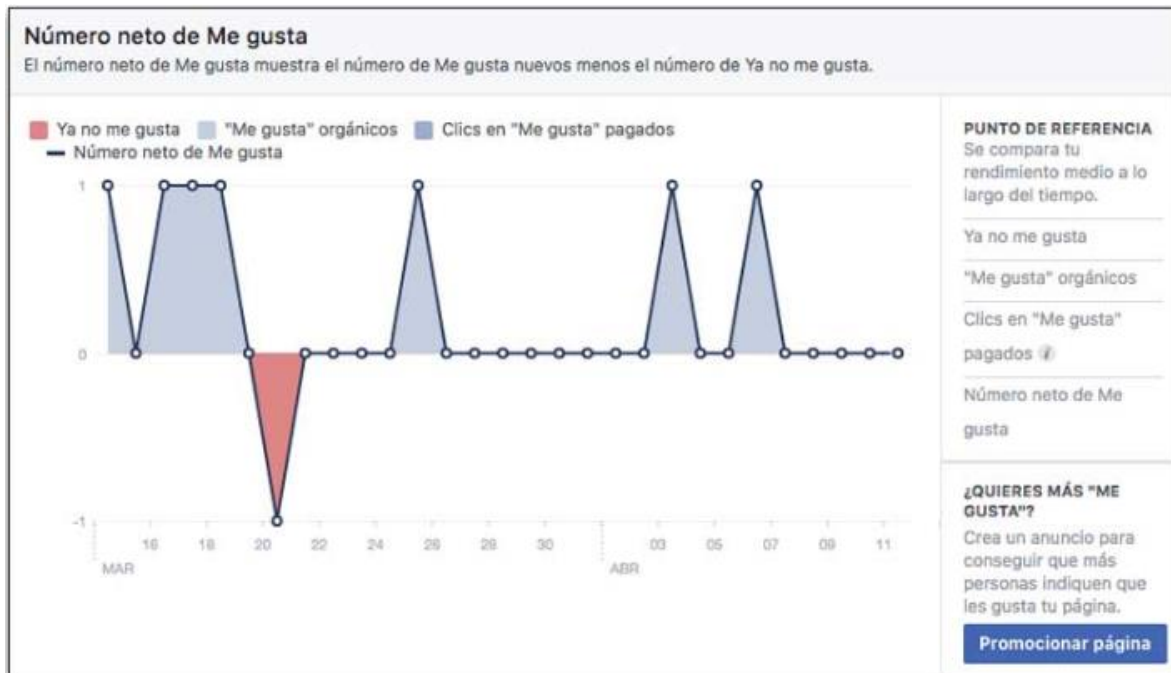 Número neto de Me gusta
El número neto de Me gusta muestra el número de Me gusta nuevos menos el número de Ya no me gusta.
Ya no me gusta "Me gusta" orgánicos Clics en "Me gusta" pagados
Número neto de Me gusta
1
0
-1
16 18 20 22 24 26 28 30 03 05 07 09 11
MAR ABR
PUNTO DE REFERENCIA
Se compara tu
rendimiento medio a lo
largo del tiempo.
Ya no me gusta
"Me gusta" orgánicos
Clics en "Me gusta"
pagados i
Número neto de Me
gusta
¿QUIERES MÁS "ME
GUSTA"?
Crea un anuncio para
conseguir que más
personas indiquen que
les gusta tu página.
Promocionar página